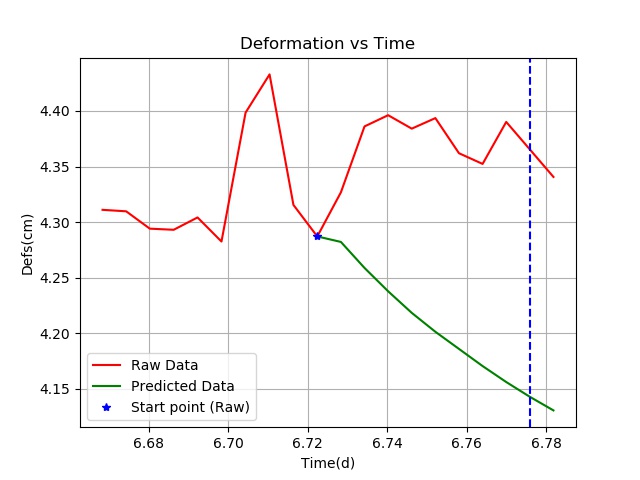 Deformation vs Time
4.40
4.35
4.30
4.25
4.20
4.15
Defs(cm)
Raw Data
Predicted Data
Start point (Raw)
6.68 6.70 6.72 6.74 6.76 6.78
Time(d)